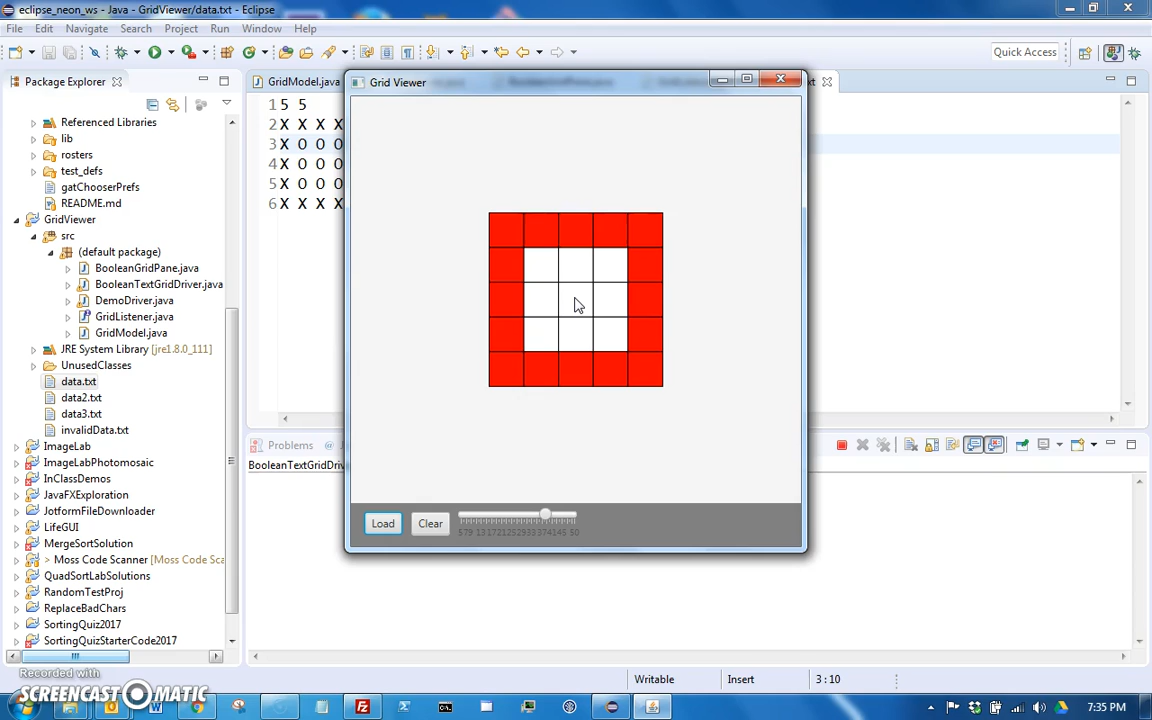 eclipse_neon_ws - Java - GridViewer/data.txt - Eclipse
File Edit Navigate Search Project Run Window Help
Quick Access
Package Explorer
GridModel.java
Grid Viewer
Referenced Libraries
lib
rosters
test_defs
gatChooserPrefs
README.md
GridViewer
src
(default package)
BooleanGridPane.java
BooleanTextGridDriver.java
DemoDriver.java
GridListener.java
GridModel.java
JRE System Library [jre1.8.0_111]
UnusedClasses
data.txt
data2.txt
data3.txt
invalidData.txt
ImageLab
ImageLabPhotomosaic
InClassDemos
JavaFXExploration
JotformFileDownloader
LifeGUI
MergeSortSolution
> Moss Code Scanner [Moss Code Sca
QuadSortLabSolutions
RandomTestProj
ReplaceBadChars
SortingQuiz2017
SortingQuizStarterCode2017
1 5 5
2 X X X X
3 X O O O
4 X O O O
5 X O O O
6 X X X X
Load Clear
579 13172125293337414550
Problems @
BooleanTextGridDriv
Writable Insert 3 : 10
Recorded with
SCREENCAST O MATIC
7:35 PM